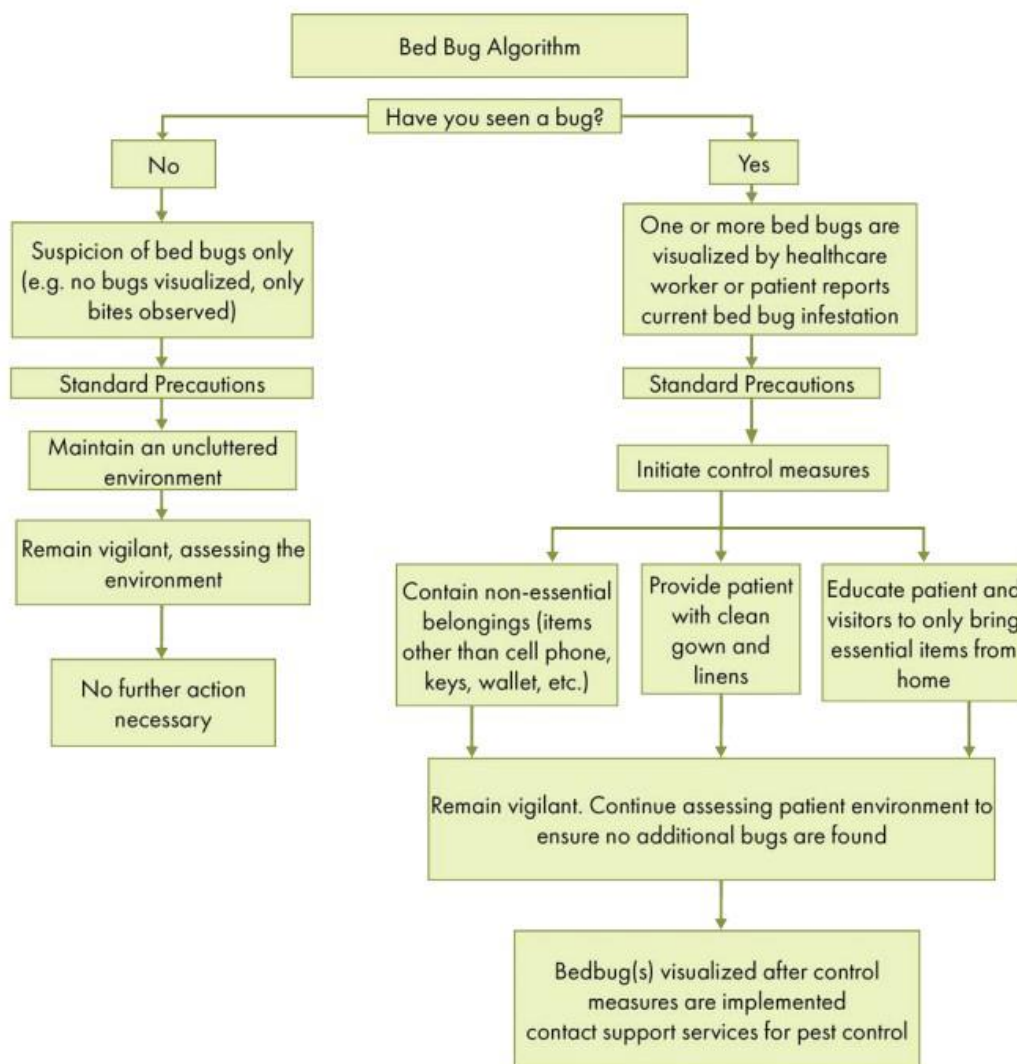 Bed Bug Algorithm
Have you seen a bug?
No
Suspicion of bed bugs only
(e.g. no bugs visualized, only
bites observed)
Standard Precautions
Maintain an uncluttered
environment
Remain vigilant, assessing the
environment
No further action
necessary
Yes
One or more bed bugs are
visualized by healthcare
worker or patient reports
current bed bug infestation
Standard Precautions
Initiate control measures
Contain non-essential
belongings (items
other than cell phone,
keys, wallet, etc.)
Provide patient
with clean
gown and
linens
Educate patient and
visitors to only bring
essential items from
home
Remain vigilant. Continue assessing patient environment to
ensure no additional bugs are found
Bedbug(s) visualized after control
measures are implemented
contact support services for pest control